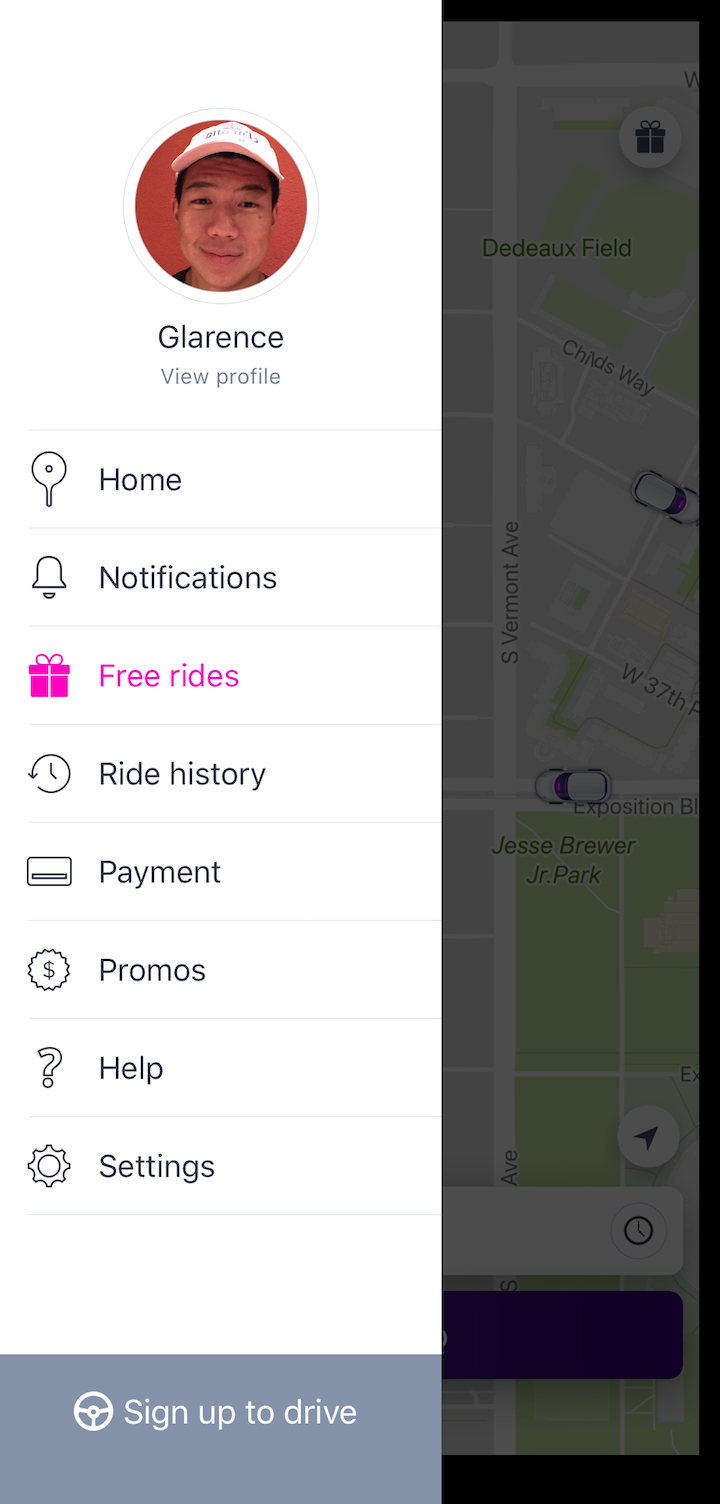 Glarence
View profile
Home
Notifications
Free rides
Ride history
Payment
Promos
$
Help
Settings
Sign up to drive
W
Dedeaux Field
Childs Way
S Vermont Ave
W 37th P
Exposition Bl
Jesse Brewer
Jr.Park
Ex
Ave
S